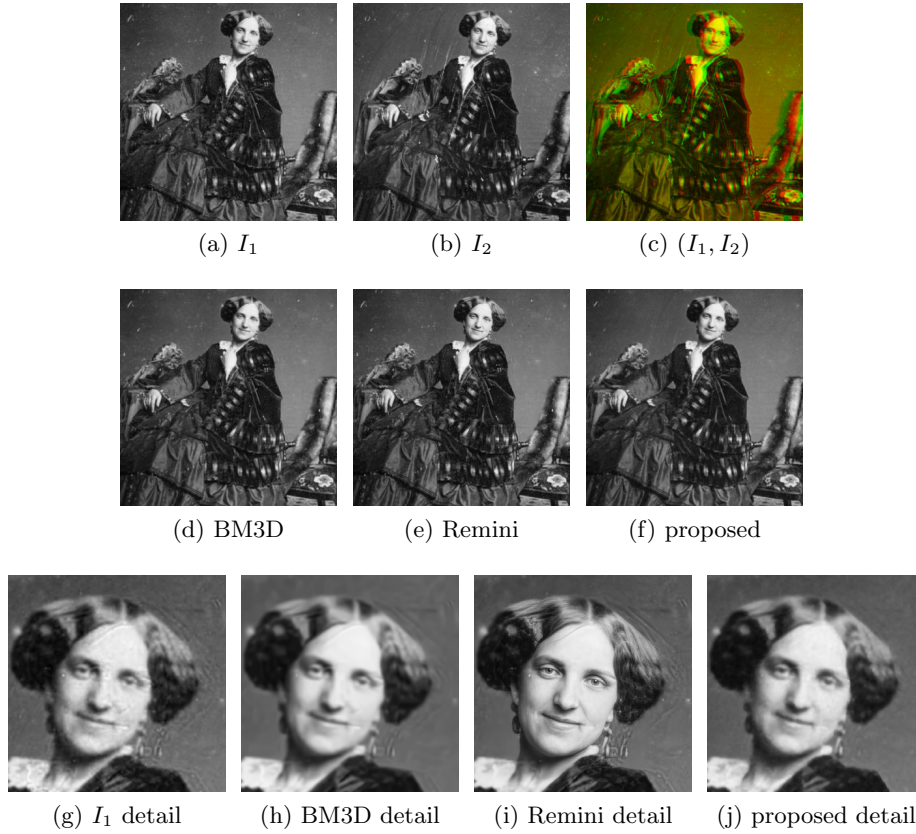 (a) I₁ (b) I₂ (c) (I₁, I₂)
(d) BM3D (e) Remini (f) proposed
(g) I₁ detail (h) BM3D detail (i) Remini detail (j) proposed detail